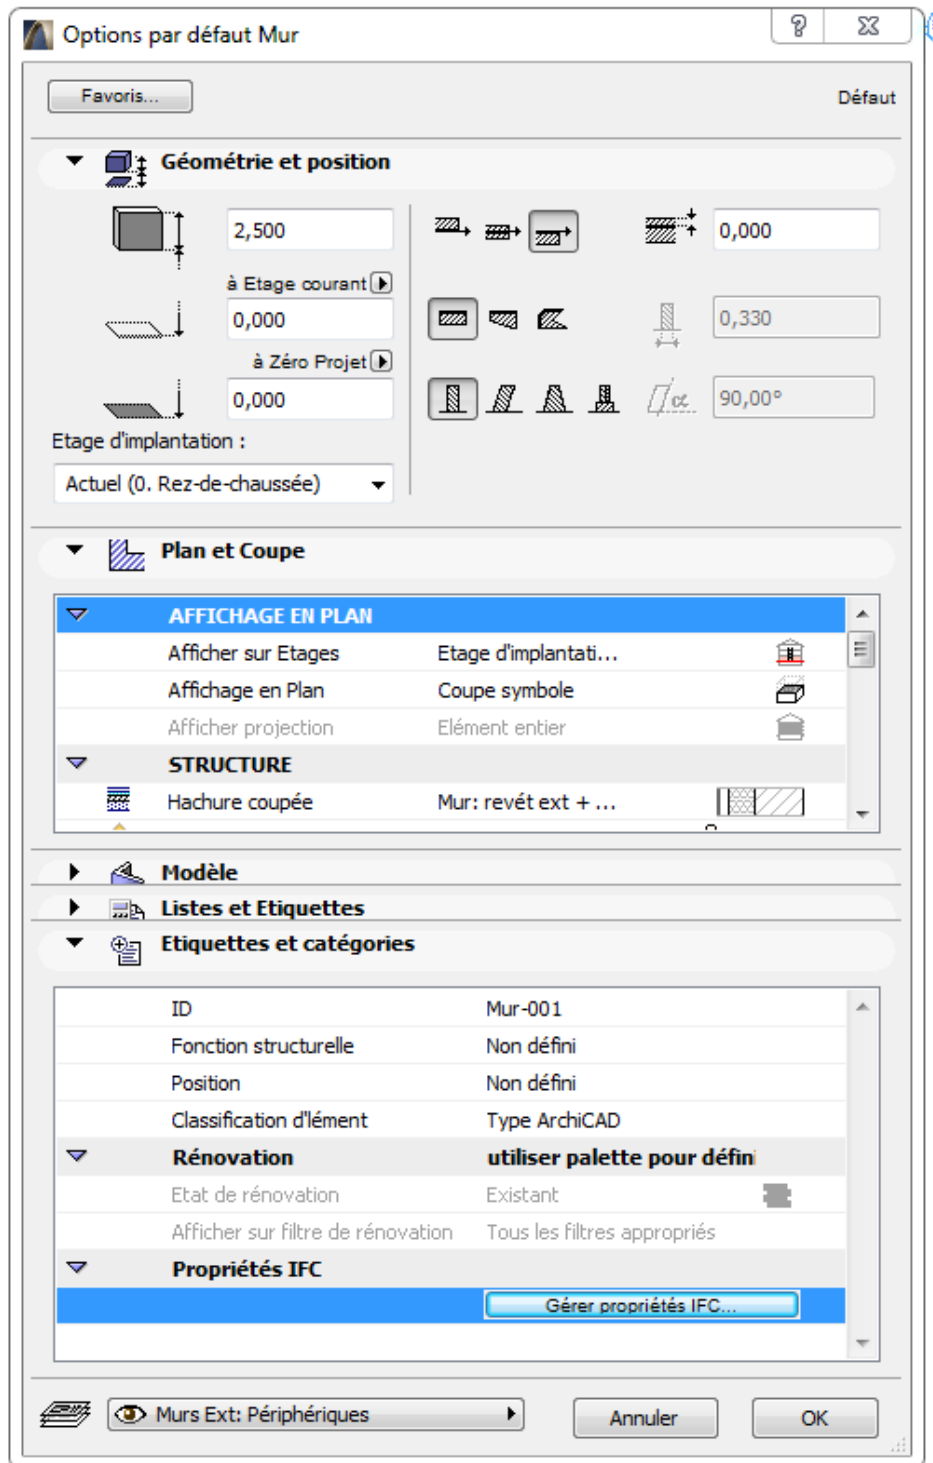 Options par défaut Mur
Favoris...
Défaut
Géométrie et position
2,500
0,000
à Etage courant
0,000
0,330
à Zéro Projet
0,000
α
90,00°
Etage d'implantation :
Actuel (0. Rez-de-chaussée)
Plan et Coupe
AFFICHAGE EN PLAN
Afficher sur Etages Etage d'implantati...
Affichage en Plan Coupe symbole
Afficher projection Elément entier
STRUCTURE
Hachure coupée Mur: revét ext + ...
Modèle
Listes et Etiquettes
Etiquettes et catégories
ID Mur-001
Fonction structurelle Non défini
Position Non défini
Classification d'lément Type ArchiCAD
Rénovation utiliser palette pour défini
Etat de rénovation Existant
Afficher sur filtre de rénovation Tous les filtres appropriés
Propriétés IFC
Gérer propriétés IFC...
Murs Ext: Périphériques
Annuler
OK